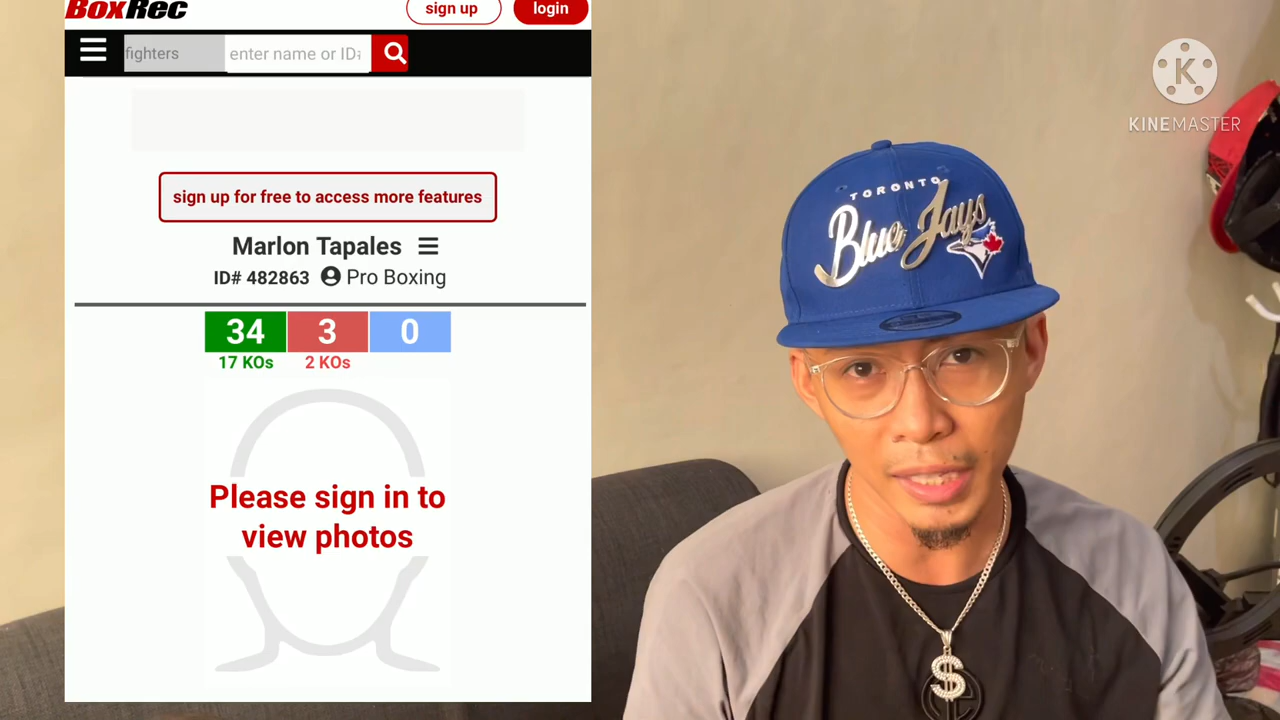 BoxRec
sign up
login
fighters
enter name or ID#
sign up for free to access more features
Marlon Tapales
ID# 482863 Pro Boxing
34 3 0
17 KOs 2 KOs
Please sign in to
view photos
K
KINEMASTER
TORONTO
Blue Jays
$